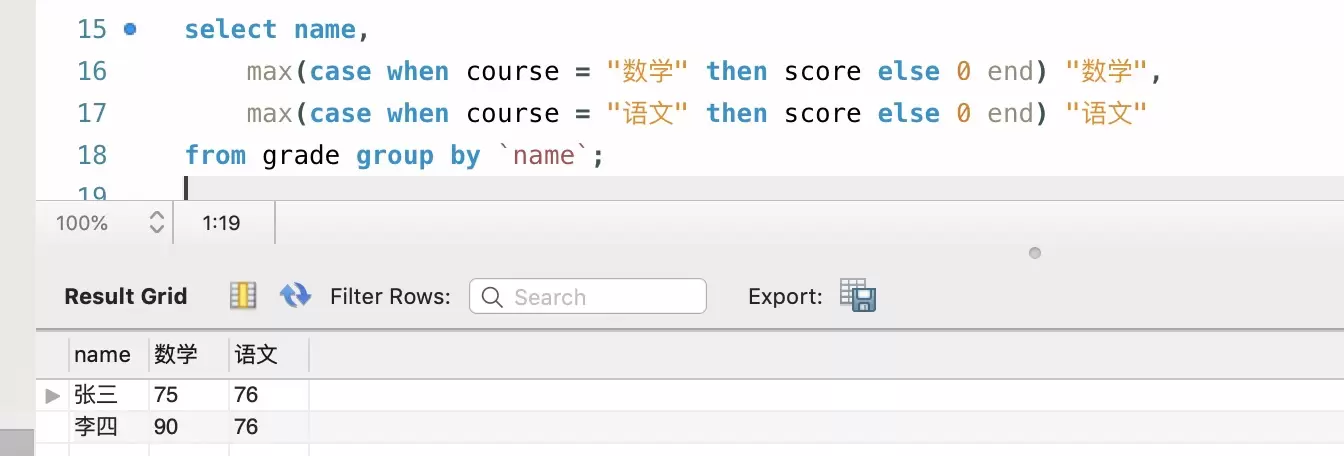 15 select name,
16 max(case when course = "数学" then score else 0 end) "数学",
17 max(case when course = "语文" then score else 0 end) "语文"
18 from grade group by `name`;
19
100% 1:19
Result Grid Filter Rows: Search Export:
name 数学 语文
张三 75 76
李四 90 76